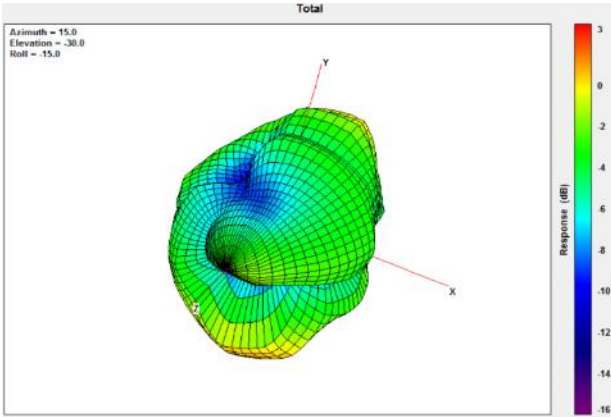 Total
Azimuth = 15.0
Elevation = -30.0
Roll = -15.0
Y
X
Z
3
0
-2
-4
-6
-8
-10
-12
-14
-16
Response (dB)